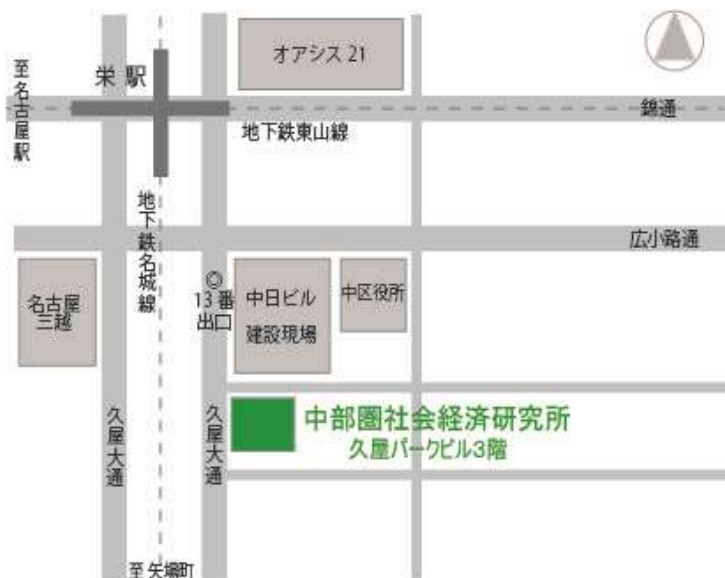 オアシス 21
栄 駅
至名古屋駅
錦通
地下鉄東山線
地下鉄名城線
広小路通
名古屋
三越
◎
13 番
出口
中日ビル
建設現場
中区役所
久屋大通
久屋大通
中部圏社会経済研究所
久屋パークビル3階
至 矢場町